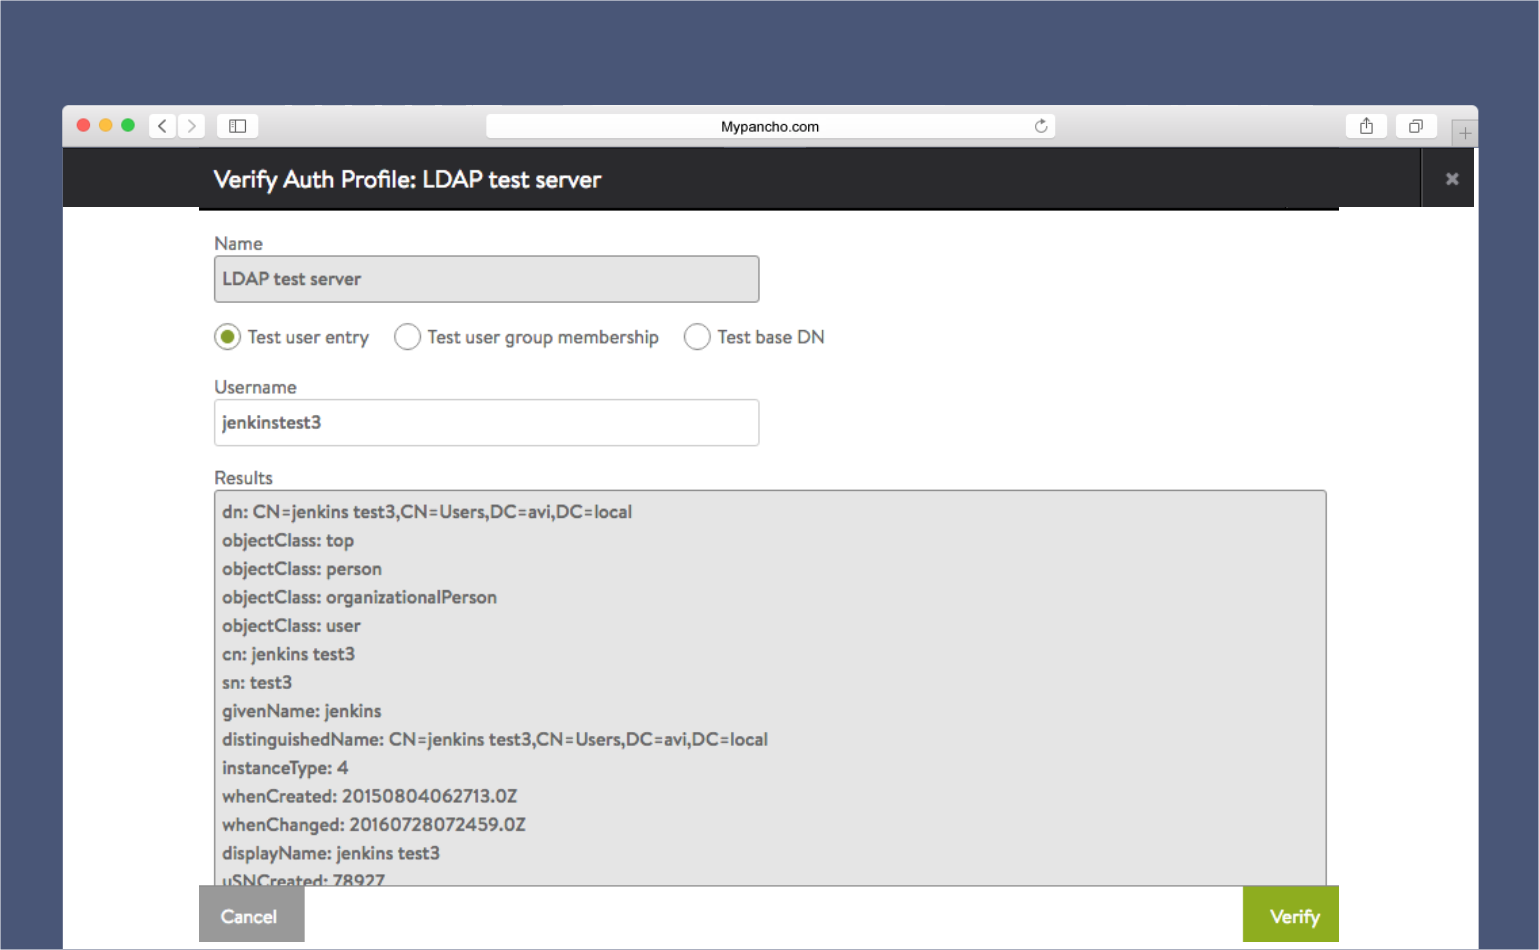 Mypancho.com
Verify Auth Profile: LDAP test server
Name
LDAP test server
Test user entry Test user group membership Test base DN
Username
jenkinstest3
Results
dn: CN=jenkins test3,CN=Users,DC=avi,DC=local
objectClass: top
objectClass: person
objectClass: organizationalPerson
objectClass: user
cn: jenkins test3
sn: test3
givenName: jenkins
distinguishedName: CN=jenkins test3,CN=Users,DC=avi,DC=local
instanceType: 4
whenCreated: 20150804062713.0Z
whenChanged: 20160728072459.0Z
displayName: jenkins test3
uSNCreated: 78927
Cancel Verify